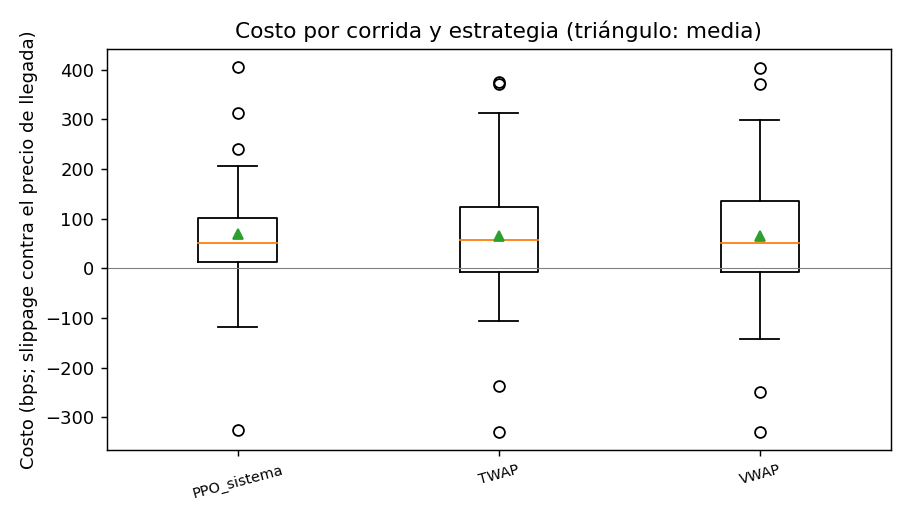 Costo por corrida y estrategia (triángulo: media)
Costo (bps; slippage contra el precio de llegada)
400
300
200
100
0
−100
−200
−300
PPO_sistema
TWAP
VWAP